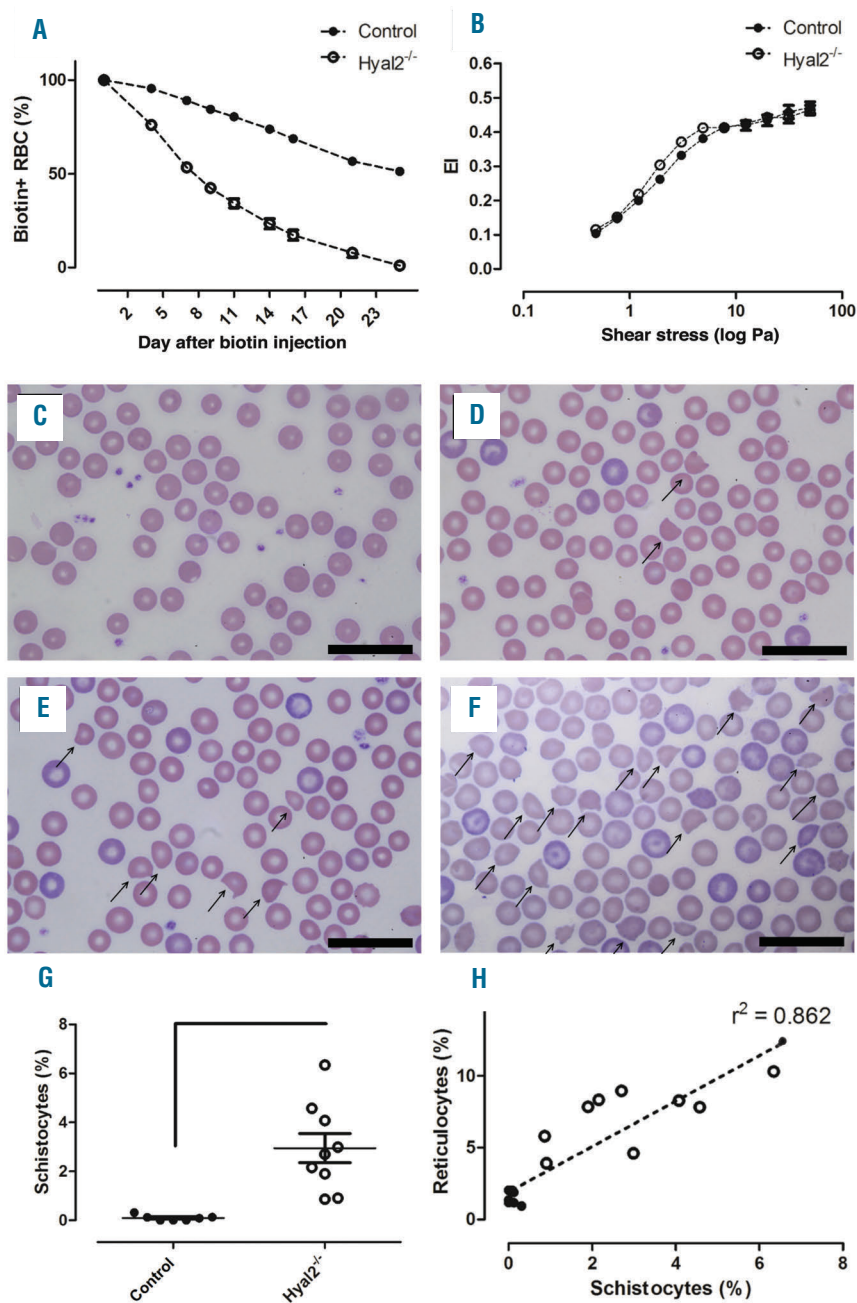 A
Control
Hyal2-/-
100
50
0
Biotin+ RBC (%)
2 5 8 11 14 17 20 23
Day after biotin injection
B
Control
Hyal2-/-
0.6
0.5
0.4
0.3
0.2
0.1
0.0
EI
0.1 1 10 100
Shear stress (log Pa)
C
D
E
F
G
8
6
4
2
0
Schistocytes (%)
Control
Hyal2-/-
H
r2 = 0.862
10
5
0
Reticulocytes (%)
0 2 4 6 8
Schistocytes (%)